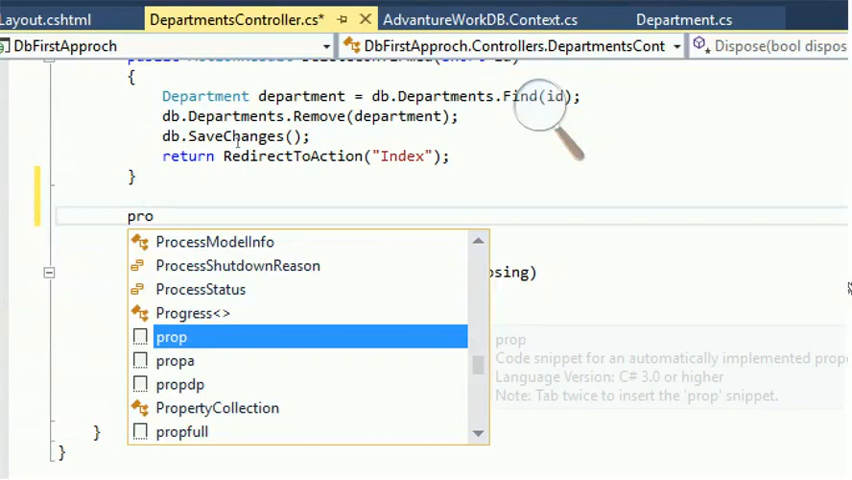 Layout.cshtml DepartmentsController.cs* AdvantureWorkDB.Context.cs Department.cs
DbFirstApproch DbFirstApproch.Controllers.DepartmentsCont Dispose(bool dispos
{
Department department = db.Departments.Find(id);
db.Departments.Remove(department);
db.SaveChanges();
return RedirectToAction("Index");
}
pro
ProcessModelInfo
ProcessShutdownReason
osing)
ProcessStatus
Progress<>
prop
prop
propa
Code snippet for an automatically implemented prope
Language Version: C# 3.0 or higher
propdp
Note: Tab twice to insert the 'prop' snippet.
PropertyCollection
propfull
}
}